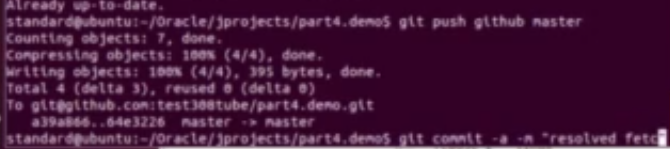 Already up-to-date.
standard@ubuntu:~/Oracle/jprojects/part4.demo$ git push github master
Counting objects: 7, done.
Compressing objects: 100% (4/4), done.
Writing objects: 100% (4/4), 395 bytes, done.
Total 4 (delta 3), reused 0 (delta 0)
To git@github.com:test300tube/part4.demo.git
a39a866..64e3226 master -> master
standard@ubuntu:~/Oracle/jprojects/part4.demo$ git commit -a -m "resolved fetc